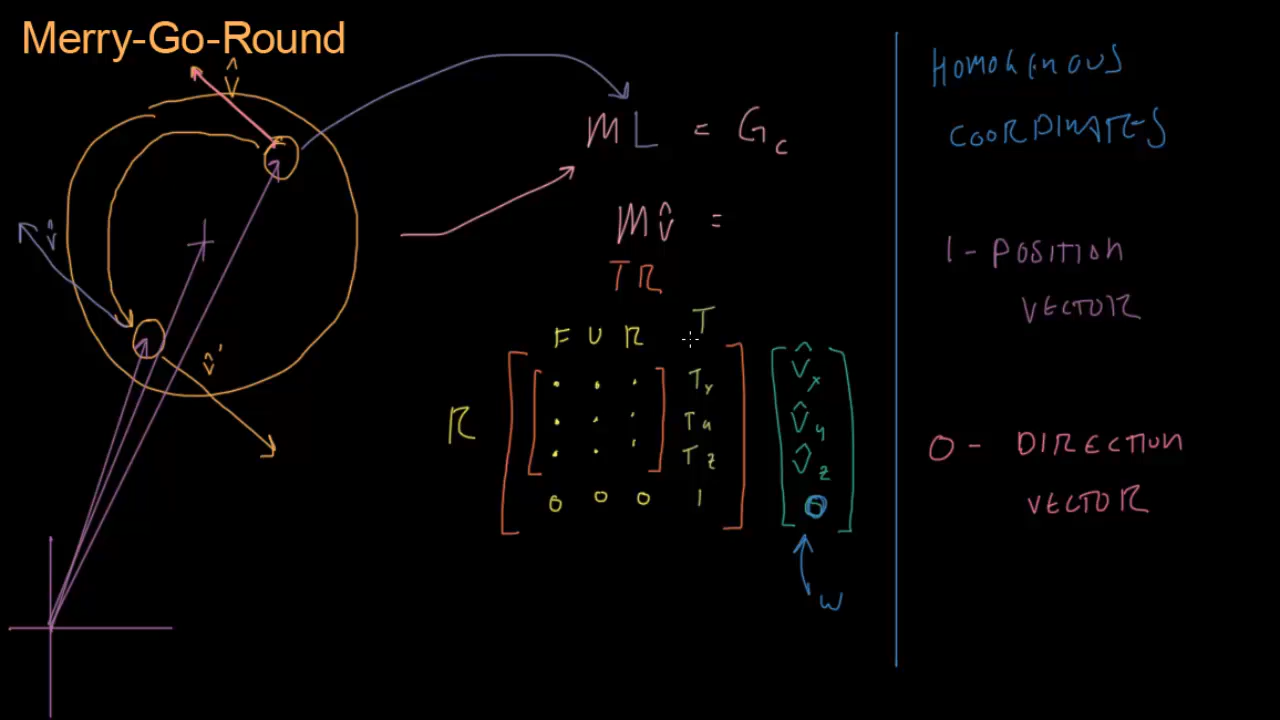 Merry-Go-Round
v̂
v̂
v̂'
mL = Gc
mv̂ =
TR
F U R T
R
Ty
Tz
0 0 0 1
v̂x
v̂y
v̂z
0
w
HOMOGENOUS
COORDINATES
1 - POSITION
VECTOR
0 - DIRECTION
VECTOR